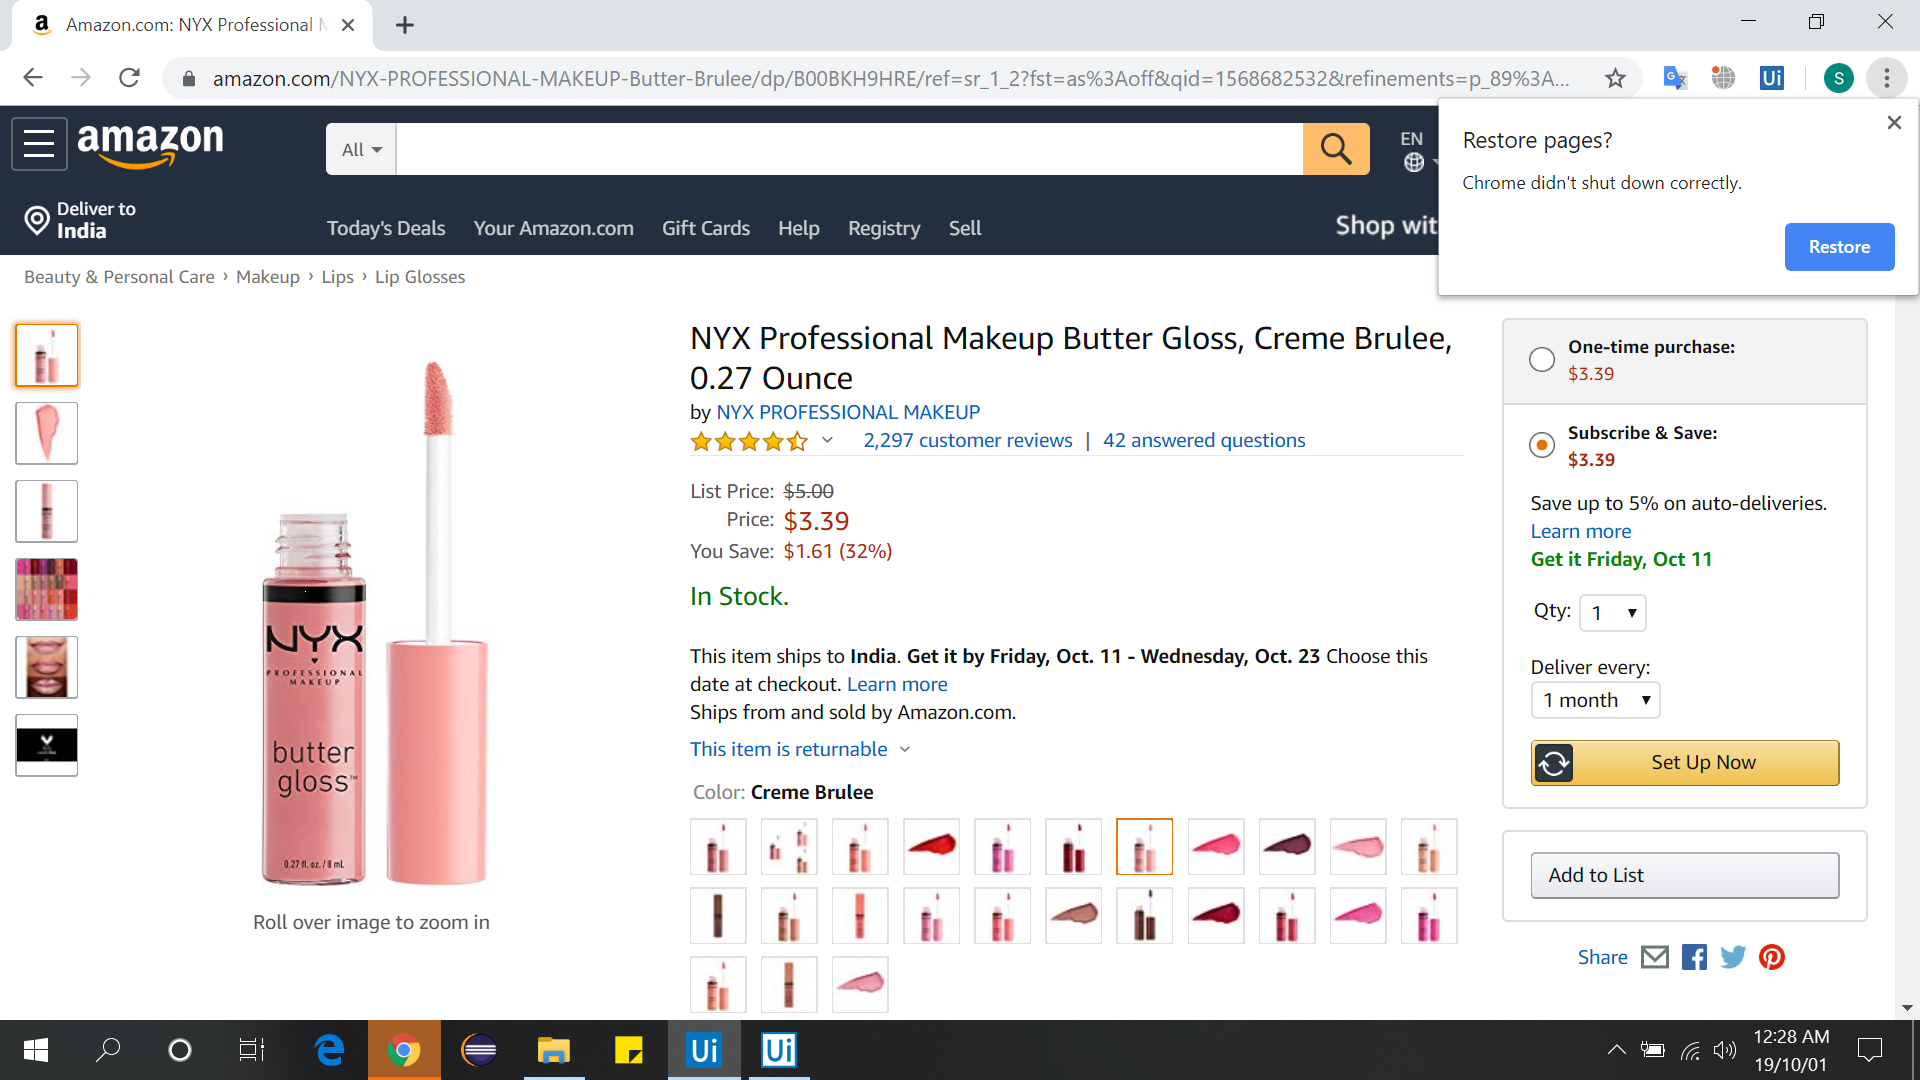 Amazon.com: NYX Professional M
amazon.com/NYX-PROFESSIONAL-MAKEUP-Butter-Brulee/dp/B00BKH9HRE/ref=sr_1_2?fst=as%3Aoff&qid=1568682532&refinements=p_89%3A...
Ui
S
Restore pages?
Chrome didn't shut down correctly.
Restore
amazon
All
EN
Deliver to
India
Today's Deals
Your Amazon.com
Gift Cards
Help
Registry
Sell
Shop wit
Beauty & Personal Care › Makeup › Lips › Lip Glosses
NYX
PROFESSIONAL
MAKEUP
butter
gloss™
0.27 fl. oz. / 8 mL
Roll over image to zoom in
NYX Professional Makeup Butter Gloss, Creme Brulee,
0.27 Ounce
by NYX PROFESSIONAL MAKEUP
2,297 customer reviews | 42 answered questions
List Price: $5.00
Price: $3.39
You Save: $1.61 (32%)
In Stock.
This item ships to India. Get it by Friday, Oct. 11 - Wednesday, Oct. 23 Choose this
date at checkout. Learn more
Ships from and sold by Amazon.com.
This item is returnable
Color: Creme Brulee
One-time purchase:
$3.39
Subscribe & Save:
$3.39
Save up to 5% on auto-deliveries.
Learn more
Get it Friday, Oct 11
Qty: 1
Deliver every:
1 month
Set Up Now
Add to List
Share
Ui
Ui
12:28 AM
19/10/01